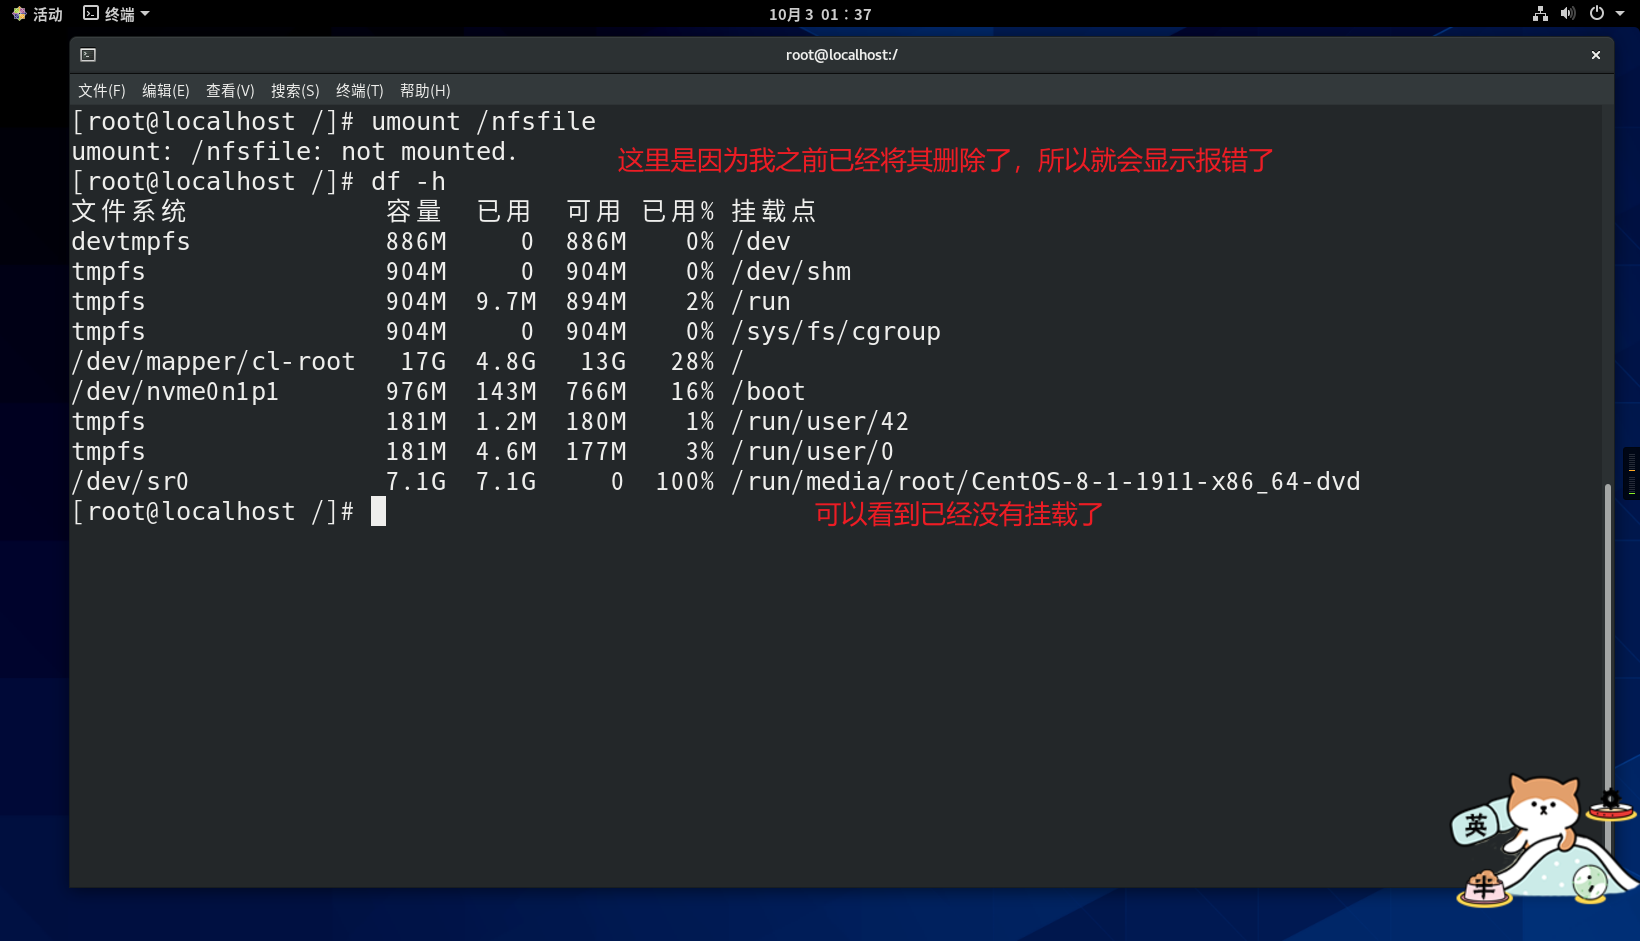 活动 终端 10月 3 01：37
root@localhost:/
文件(F) 编辑(E) 查看(V) 搜索(S) 终端(T) 帮助(H)
[root@localhost /]# umount /nfsfile
umount: /nfsfile: not mounted.
这里是因为我之前已经将其删除了，所以就会显示报错了
[root@localhost /]# df -h
文件系统 容量 已用 可用 已用% 挂载点
devtmpfs 886M 0 886M 0% /dev
tmpfs 904M 0 904M 0% /dev/shm
tmpfs 904M 9.7M 894M 2% /run
tmpfs 904M 0 904M 0% /sys/fs/cgroup
/dev/mapper/cl-root 17G 4.8G 13G 28% /
/dev/nvme0n1p1 976M 143M 766M 16% /boot
tmpfs 181M 1.2M 180M 1% /run/user/42
tmpfs 181M 4.6M 177M 3% /run/user/0
/dev/sr0 7.1G 7.1G 0 100% /run/media/root/CentOS-8-1-1911-x86_64-dvd
[root@localhost /]#
可以看到已经没有挂载了
英
半